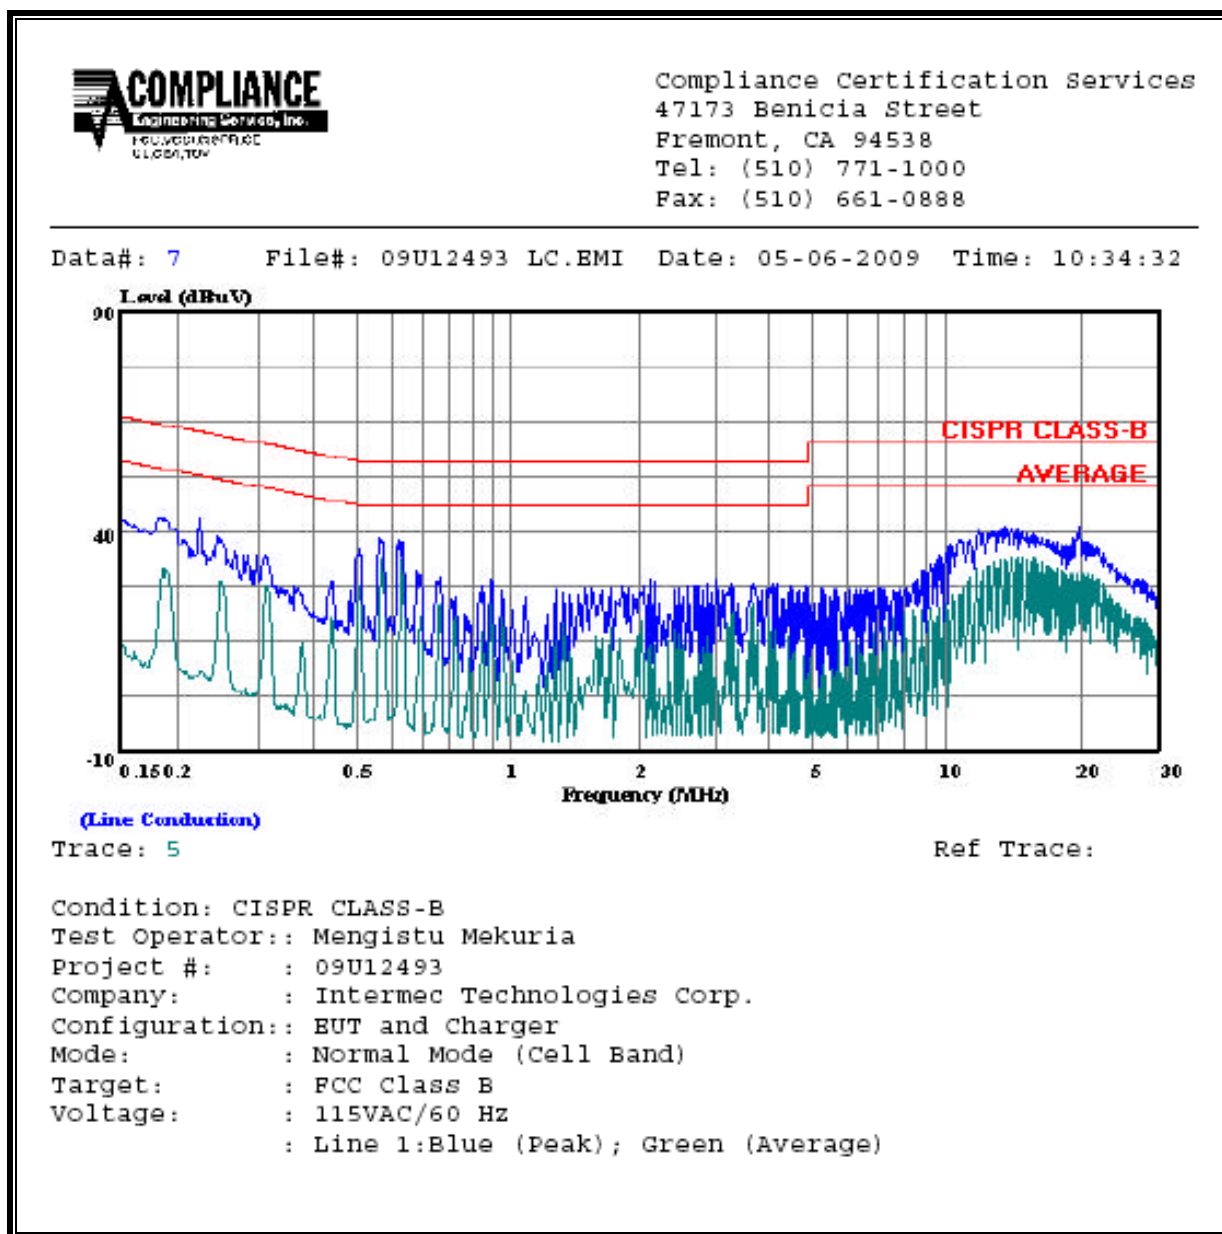 COMPLIANCE
Engineering Service, Inc.
Compliance Certification Services
47173 Benicia Street
Fremont, CA 94538
Tel: (510) 771-1000
Fax: (510) 661-0888
Data#: 7 File#: 09U12493 LC.EMI Date: 05-06-2009 Time: 10:34:32
Level (dBuV)
90
CISPR CLASS-B
AVERAGE
40
-10
0.15 0.2 0.5 1 2 5 10 20 30
Frequency (MHz)
(Line Conduction)
Trace: 5 Ref Trace:
Condition: CISPR CLASS-B
Test Operator:: Mengistu Mekuria
Project #: : 09U12493
Company: : Intermec Technologies Corp.
Configuration:: EUT and Charger
Mode: : Normal Mode (Cell Band)
Target: : FCC Class B
Voltage: : 115VAC/60 Hz
: Line 1:Blue (Peak); Green (Average)